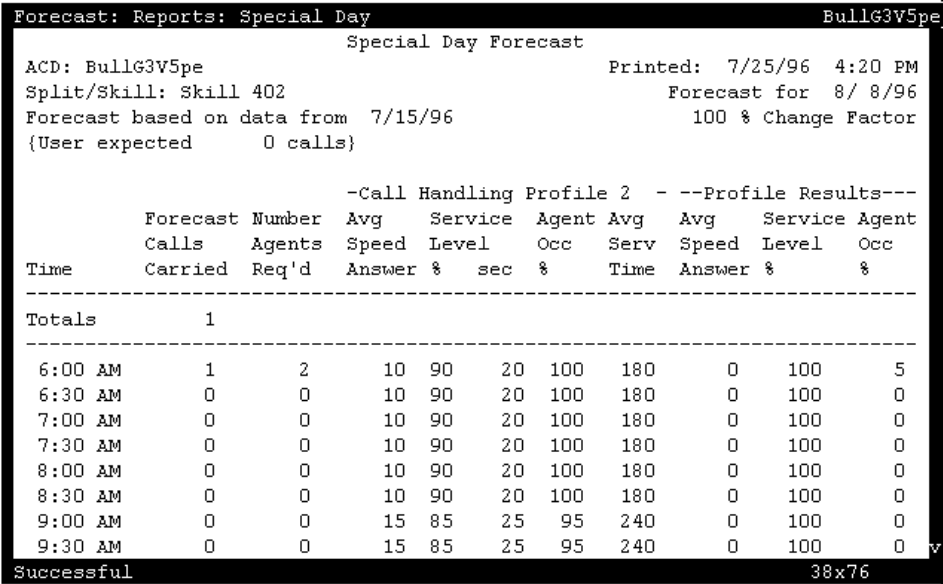 Forecast: Reports: Special Day BullG3V5pe
Special Day Forecast
ACD: BullG3V5pe Printed: 7/25/96 4:20 PM
Split/Skill: Skill 402 Forecast for 8/ 8/96
Forecast based on data from 7/15/96 100 % Change Factor
{User expected 0 calls}
-Call Handling Profile 2 - --Profile Results---
Forecast Number Avg Service Agent Avg Avg Service Agent
Calls Agents Speed Level Occ Serv Speed Level Occ
Time Carried Req'd Answer % sec % Time Answer % %
Totals 1
6:00 AM 1 2 10 90 20 100 180 0 100 5
6:30 AM 0 0 10 90 20 100 180 0 100 0
7:00 AM 0 0 10 90 20 100 180 0 100 0
7:30 AM 0 0 10 90 20 100 180 0 100 0
8:00 AM 0 0 10 90 20 100 180 0 100 0
8:30 AM 0 0 10 90 20 100 180 0 100 0
9:00 AM 0 0 15 85 25 95 240 0 100 0
9:30 AM 0 0 15 85 25 95 240 0 100 0 v
Successful 38x76